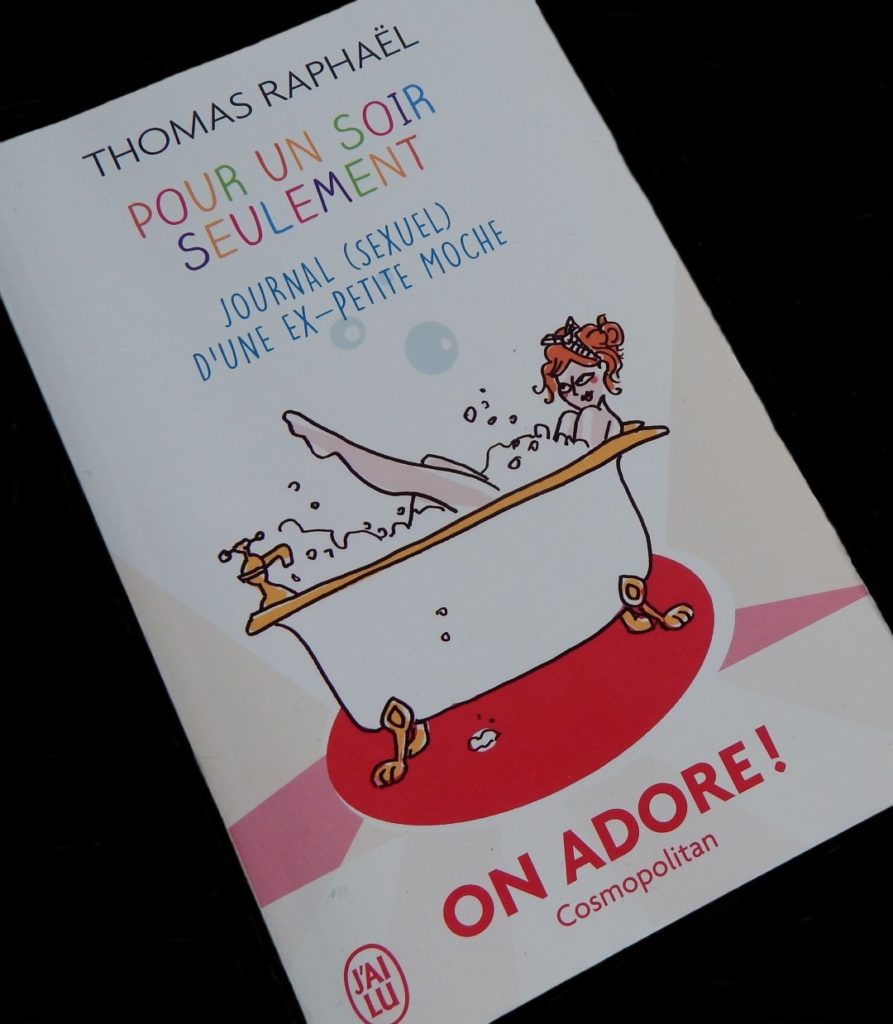 THOMAS RAPHAËL
POUR UN SOIR
SEULEMENT
JOURNAL (SEXUEL)
D'UNE EX-PETITE MOCHE
ON ADORE !
Cosmopolitan
J'AI
LU